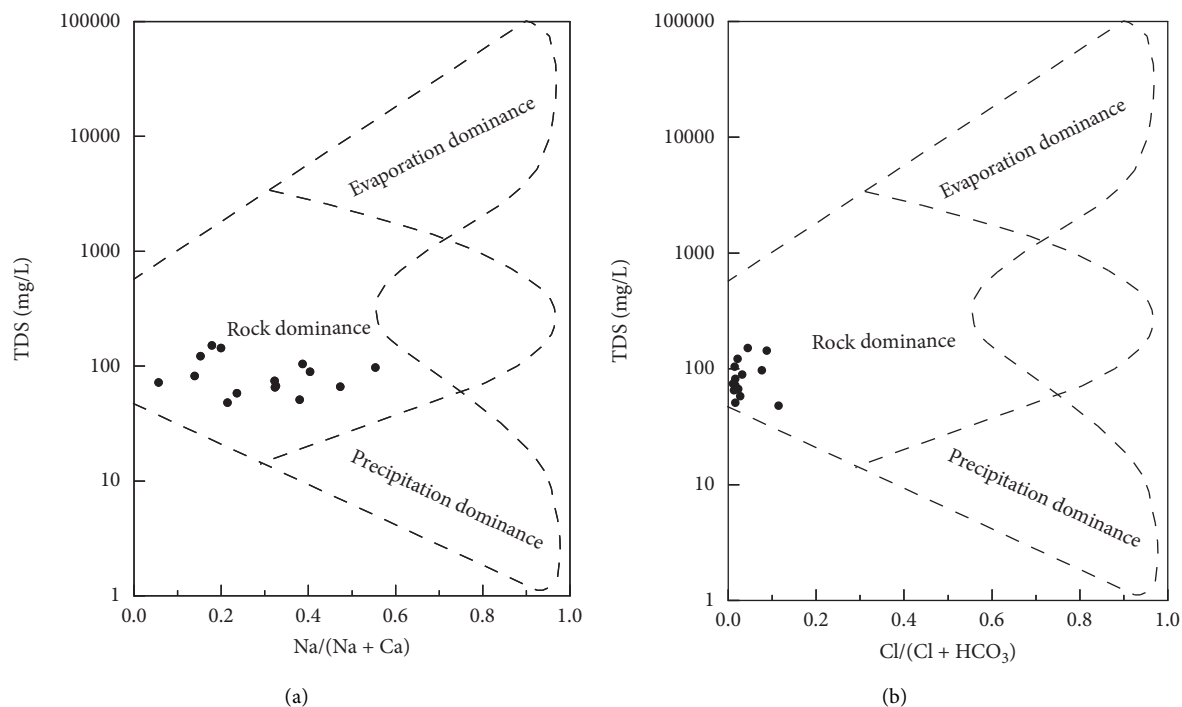 100000
10000
1000
100
10
1
TDS (mg/L)
Evaporation dominance
Rock dominance
Precipitation dominance
0.0 0.2 0.4 0.6 0.8 1.0
Na/(Na + Ca)
(a)
100000
10000
1000
100
10
1
TDS (mg/L)
Evaporation dominance
Rock dominance
Precipitation dominance
0.0 0.2 0.4 0.6 0.8 1.0
Cl/(Cl + HCO₃)
(b)